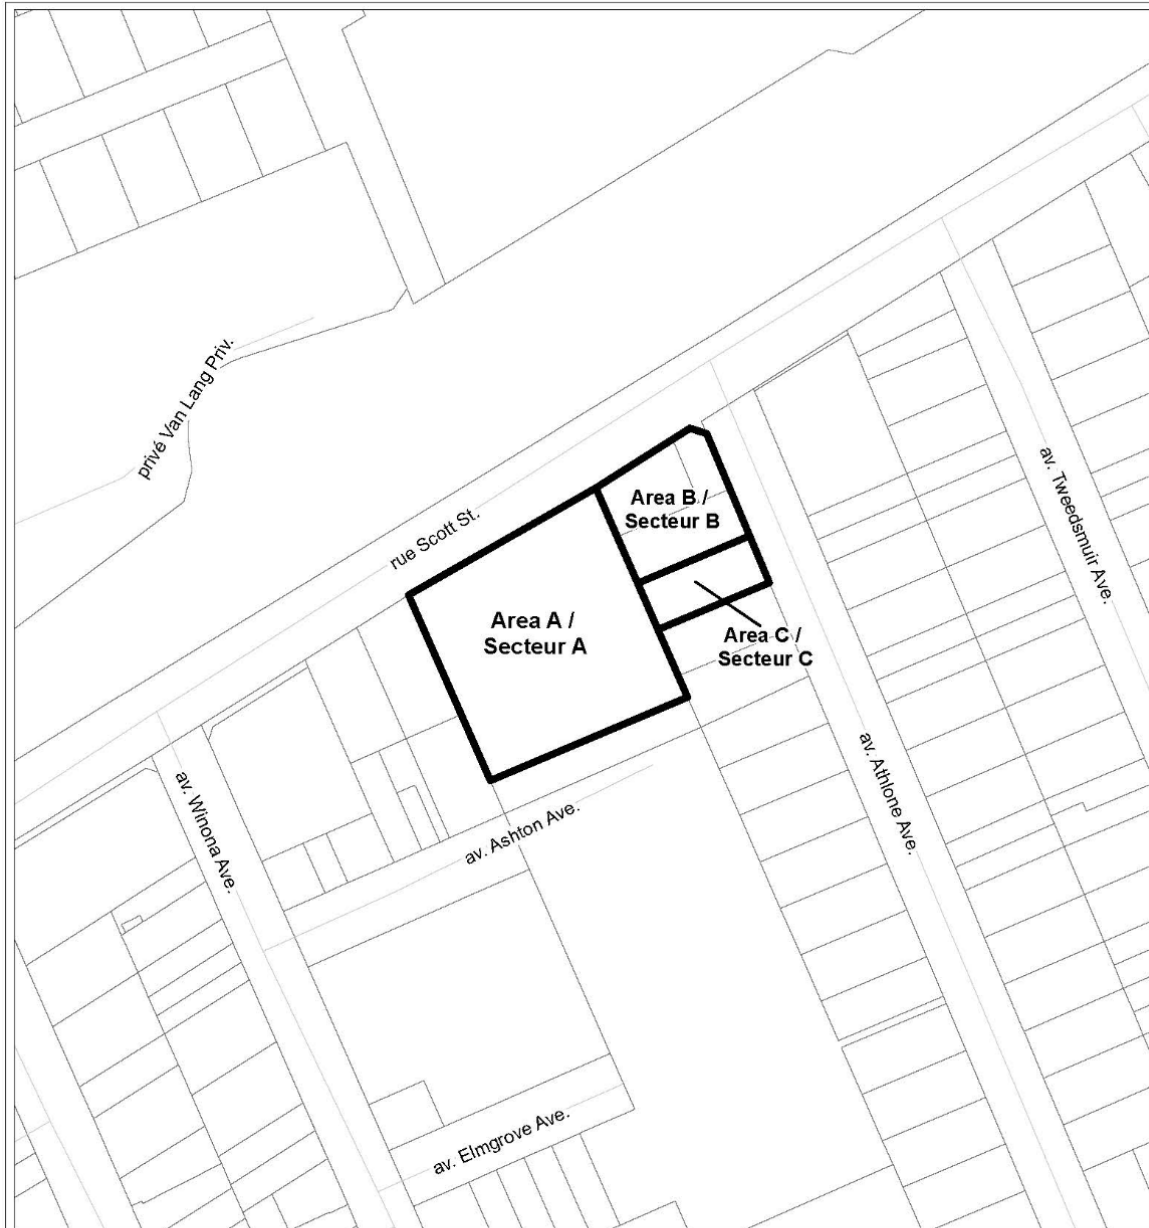 privé Van Lang Priv.
rue Scott St.
Area B /
Secteur B
av. Tweedsmuir Ave.
Area A /
Secteur A
Area C /
Secteur C
av. Winona Ave.
av. Athlone Ave.
av. Ashton Ave.
av. Elmgrove Ave.